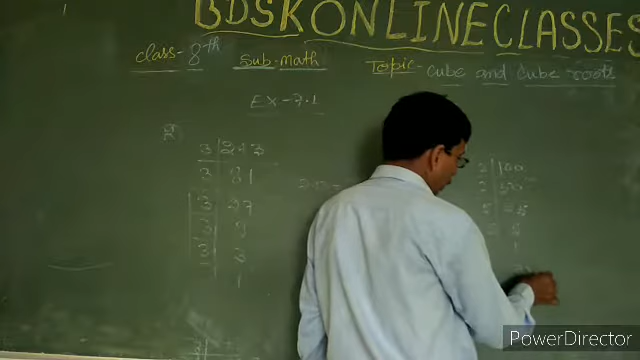 BDSKONLINECLASSES
class-8th Sub-Math Topic- cube and Cube roots
Ex-7.1
3 | 243
3 | 81
3 | 27
3 | 9
3 | 3
1
2 | 100
2 | 50
5 | 25
5
1
PowerDirector